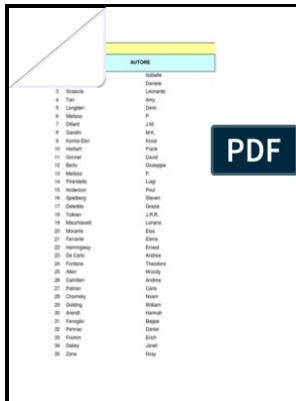 AUTORE
Isabelle
Daniele
3 Sciascia Leonardo
4 Tan Amy
5 Longden Deric
6 Melissa P.
7 Dillard J.M.
8 Gandhi M.K.
9 Komla-Ebri Kossi
10 Herbert Frank
11 Grinnel David
12 Berto Giuseppe
13 Melissa P.
14 Pirandello Luigi
15 Anderson Poul
16 Spielberg Steven
17 Deledda Grazia
18 Tolkien J.R.R.
19 Macchiavelli Loriano
20 Morante Elsa
21 Ferrante Elena
22 Hemingway Ernest
23 De Carlo Andrea
24 Fontane Theodore
25 Allen Woody
26 Camilleri Andrea
27 Patrian Carlo
28 Chomsky Noam
29 Golding William
30 Arendt Hannah
31 Fenoglio Beppe
32 Pennac Daniel
33 Fromm Erich
34 Dailey Janet
35 Zane Gray
PDF